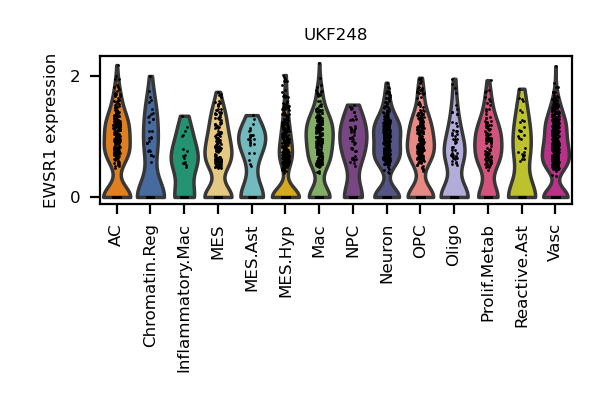 UKF248
EWSR1 expression
2
0
AC
Chromatin.Reg
Inflammatory.Mac
MES
MES.Ast
MES.Hyp
Mac
NPC
Neuron
OPC
Oligo
Prolif.Metab
Reactive.Ast
Vasc